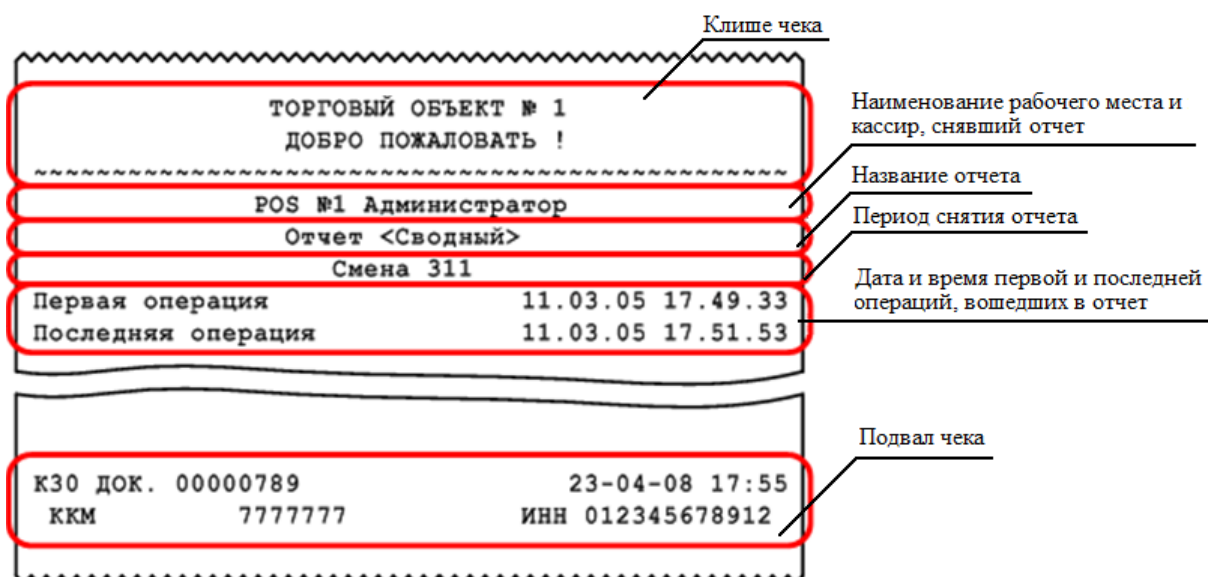 Клише чека
ТОРГОВЫЙ ОБЪЕКТ № 1
ДОБРО ПОЖАЛОВАТЬ !
~~~~~~~~~~~~~~~~~~~~~~~~~~~~~~~~~~~~~~~~~~~~~~~~
Наименование рабочего места и
кассир, снявший отчет
POS №1 Администратор
Название отчета
Отчет <Сводный>
Период снятия отчета
Смена 311
Дата и время первой и последней
операций, вошедших в отчет
Первая операция 11.03.05 17.49.33
Последняя операция 11.03.05 17.51.53
Подвал чека
КЗ0 ДОК. 00000789 23-04-08 17:55
ККМ 7777777 ИНН 012345678912